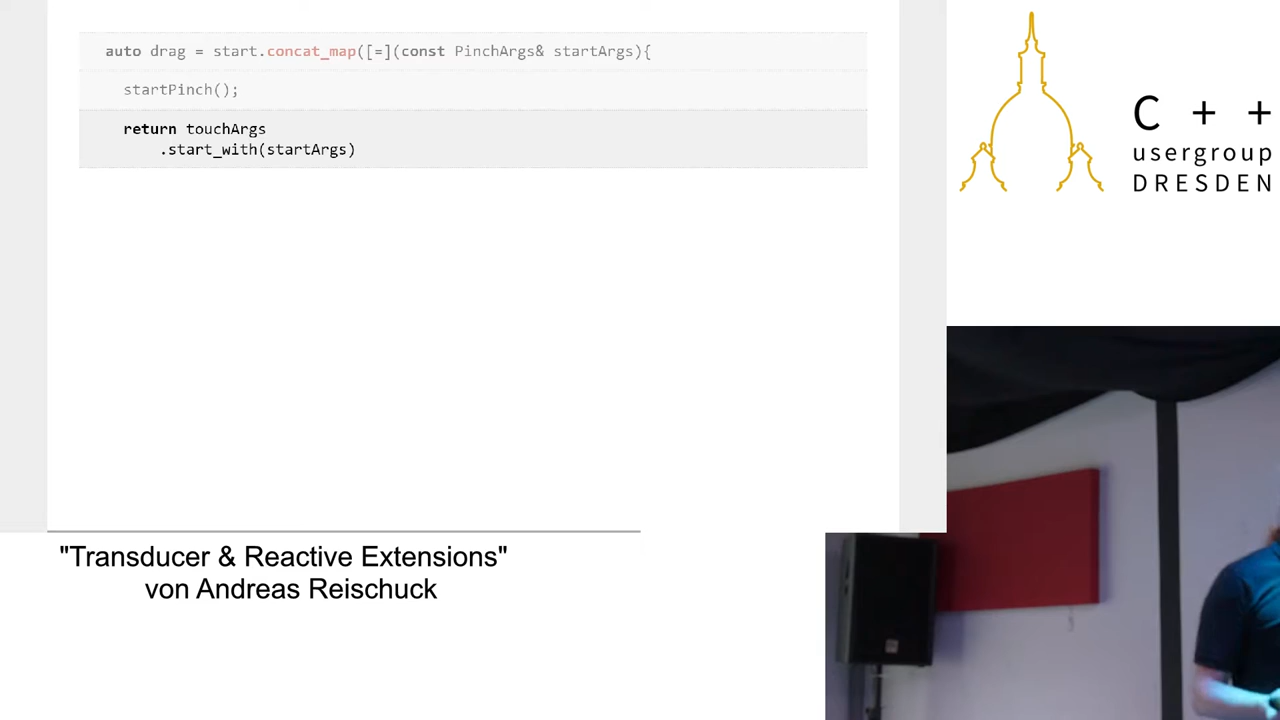 auto drag = start.concat_map([=](const PinchArgs& startArgs){
startPinch();
return touchArgs
.start_with(startArgs)
C + +
usergroup
DRESDEN
"Transducer & Reactive Extensions"
von Andreas Reischuck